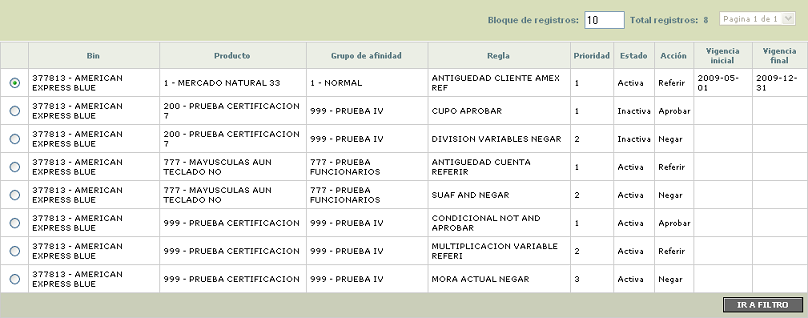 Bloque de registros: 10 Total registros: 8 Pagina 1 de 1
Bin Producto Grupo de afinidad Regla Prioridad Estado Acción Vigencia inicial Vigencia final
377813 - AMERICAN EXPRESS BLUE 1 - MERCADO NATURAL 33 1 - NORMAL ANTIGUEDAD CLIENTE AMEX REF 1 Activa Referir 2009-05-01 2009-12-31
377813 - AMERICAN EXPRESS BLUE 200 - PRUEBA CERTIFICACION 7 999 - PRUEBA IV CUPO APROBAR 1 Inactiva Aprobar
377813 - AMERICAN EXPRESS BLUE 200 - PRUEBA CERTIFICACION 7 999 - PRUEBA IV DIVISION VARIABLES NEGAR 2 Inactiva Negar
377813 - AMERICAN EXPRESS BLUE 777 - MAYUSCULAS AUN TECLADO NO 777 - PRUEBA FUNCIONARIOS ANTIGUEDAD CUENTA REFERIR 1 Activa Referir
377813 - AMERICAN EXPRESS BLUE 777 - MAYUSCULAS AUN TECLADO NO 777 - PRUEBA FUNCIONARIOS SUAF AND NEGAR 2 Activa Negar
377813 - AMERICAN EXPRESS BLUE 999 - PRUEBA CERTIFICACION 999 - PRUEBA IV CONDICIONAL NOT AND APROBAR 1 Activa Aprobar
377813 - AMERICAN EXPRESS BLUE 999 - PRUEBA CERTIFICACION 999 - PRUEBA IV MULTIPLICACION VARIABLE REFERI 2 Activa Referir
377813 - AMERICAN EXPRESS BLUE 999 - PRUEBA CERTIFICACION 999 - PRUEBA IV MORA ACTUAL NEGAR 3 Activa Negar
IR A FILTRO